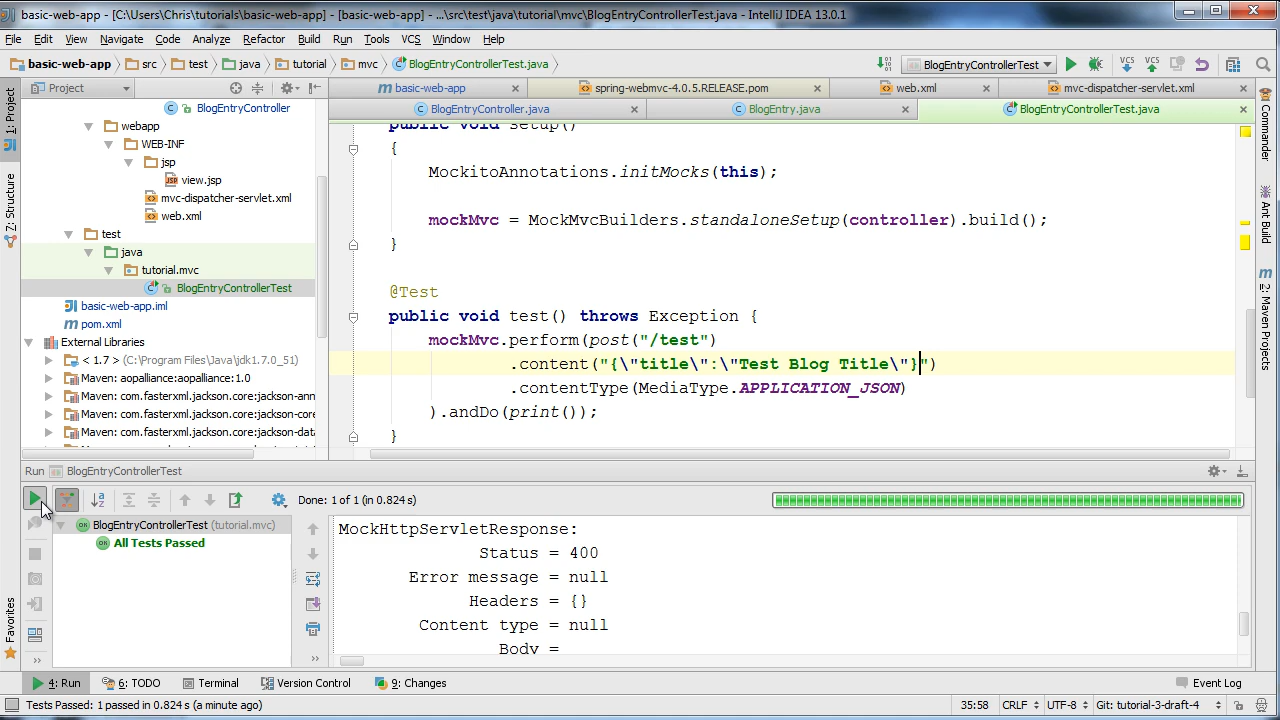 basic-web-app - [C:\Users\Chris\tutorials\basic-web-app] - [basic-web-app] - ...\src\test\java\tutorial\mvc\BlogEntryControllerTest.java - IntelliJ IDEA 13.0.1
File Edit View Navigate Code Analyze Refactor Build Run Tools VCS Window Help
basic-web-app src test java tutorial mvc BlogEntryControllerTest.java
BlogEntryControllerTest VCS VCS
Project
basic-web-app spring-webmvc-4.0.5.RELEASE.pom web.xml mvc-dispatcher-servlet.xml
BlogEntryController.java BlogEntry.java BlogEntryControllerTest.java
1: Project
Z: Structure
Favorites
BlogEntryController
webapp
WEB-INF
jsp
view.jsp
mvc-dispatcher-servlet.xml
web.xml
test
java
tutorial.mvc
BlogEntryControllerTest
basic-web-app.iml
pom.xml
External Libraries
< 1.7 > (C:\Program Files\Java\jdk1.7.0_51)
Maven: aopalliance:aopalliance:1.0
Maven: com.fasterxml.jackson.core:jackson-ann
Maven: com.fasterxml.jackson.core:jackson-core
Maven: com.fasterxml.jackson.core:jackson-data
public void setup()
{
MockitoAnnotations.initMocks(this);
mockMvc = MockMvcBuilders.standaloneSetup(controller).build();
}
@Test
public void test() throws Exception {
mockMvc.perform(post("/test")
.content("{\"title\":\"Test Blog Title\"}")
.contentType(MediaType.APPLICATION_JSON)
).andDo(print());
}
Commander
Ant Build
Maven Projects
Run BlogEntryControllerTest
Done: 1 of 1 (in 0.824 s)
BlogEntryControllerTest (tutorial.mvc)
All Tests Passed
MockHttpServletResponse:
Status = 400
Error message = null
Headers = {}
Content type = null
Body =
4: Run 6: TODO Terminal Version Control 9: Changes Event Log
Tests Passed: 1 passed in 0.824 s (a minute ago) 35:58 CRLF UTF-8 Git: tutorial-3-draft-4